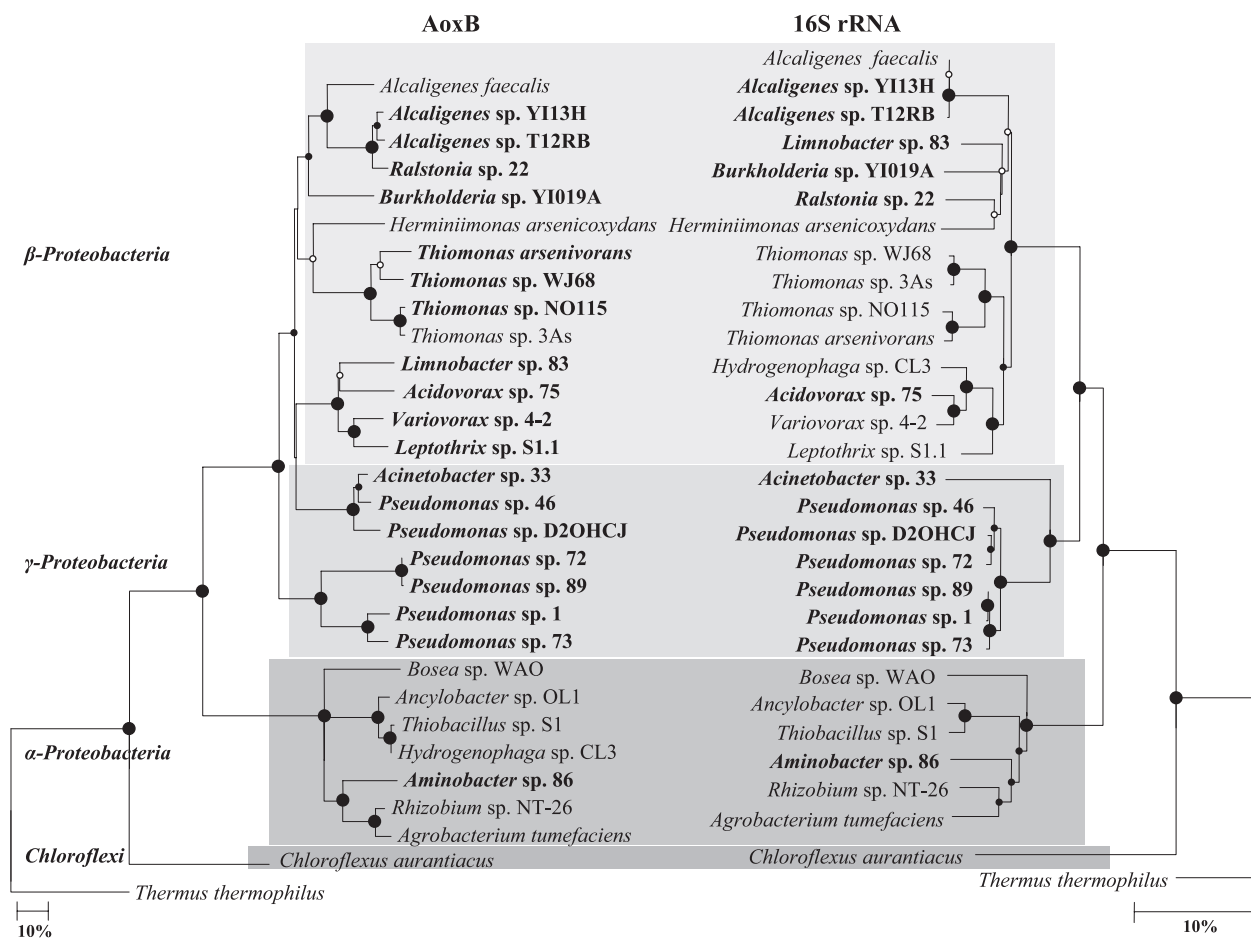 AoxB
16S rRNA
β-Proteobacteria
γ-Proteobacteria
α-Proteobacteria
Chloroflexi
Alcaligenes faecalis
Alcaligenes sp. YI13H
Alcaligenes sp. T12RB
Ralstonia sp. 22
Burkholderia sp. YI019A
Herminiimonas arsenicoxydans
Thiomonas arsenivorans
Thiomonas sp. WJ68
Thiomonas sp. NO115
Thiomonas sp. 3As
Limnobacter sp. 83
Acidovorax sp. 75
Variovorax sp. 4-2
Leptothrix sp. S1.1
Acinetobacter sp. 33
Pseudomonas sp. 46
Pseudomonas sp. D2OHCJ
Pseudomonas sp. 72
Pseudomonas sp. 89
Pseudomonas sp. 1
Pseudomonas sp. 73
Bosea sp. WAO
Ancylobacter sp. OL1
Thiobacillus sp. S1
Hydrogenophaga sp. CL3
Aminobacter sp. 86
Rhizobium sp. NT-26
Agrobacterium tumefaciens
Chloroflexus aurantiacus
Thermus thermophilus
10%
Alcaligenes faecalis
Alcaligenes sp. YI13H
Alcaligenes sp. T12RB
Limnobacter sp. 83
Burkholderia sp. YI019A
Ralstonia sp. 22
Herminiimonas arsenicoxydans
Thiomonas sp. WJ68
Thiomonas sp. 3As
Thiomonas sp. NO115
Thiomonas arsenivorans
Hydrogenophaga sp. CL3
Acidovorax sp. 75
Variovorax sp. 4-2
Leptothrix sp. S1.1
Acinetobacter sp. 33
Pseudomonas sp. 46
Pseudomonas sp. D2OHCJ
Pseudomonas sp. 72
Pseudomonas sp. 89
Pseudomonas sp. 1
Pseudomonas sp. 73
Bosea sp. WAO
Ancylobacter sp. OL1
Thiobacillus sp. S1
Aminobacter sp. 86
Rhizobium sp. NT-26
Agrobacterium tumefaciens
Chloroflexus aurantiacus
Thermus thermophilus
10%